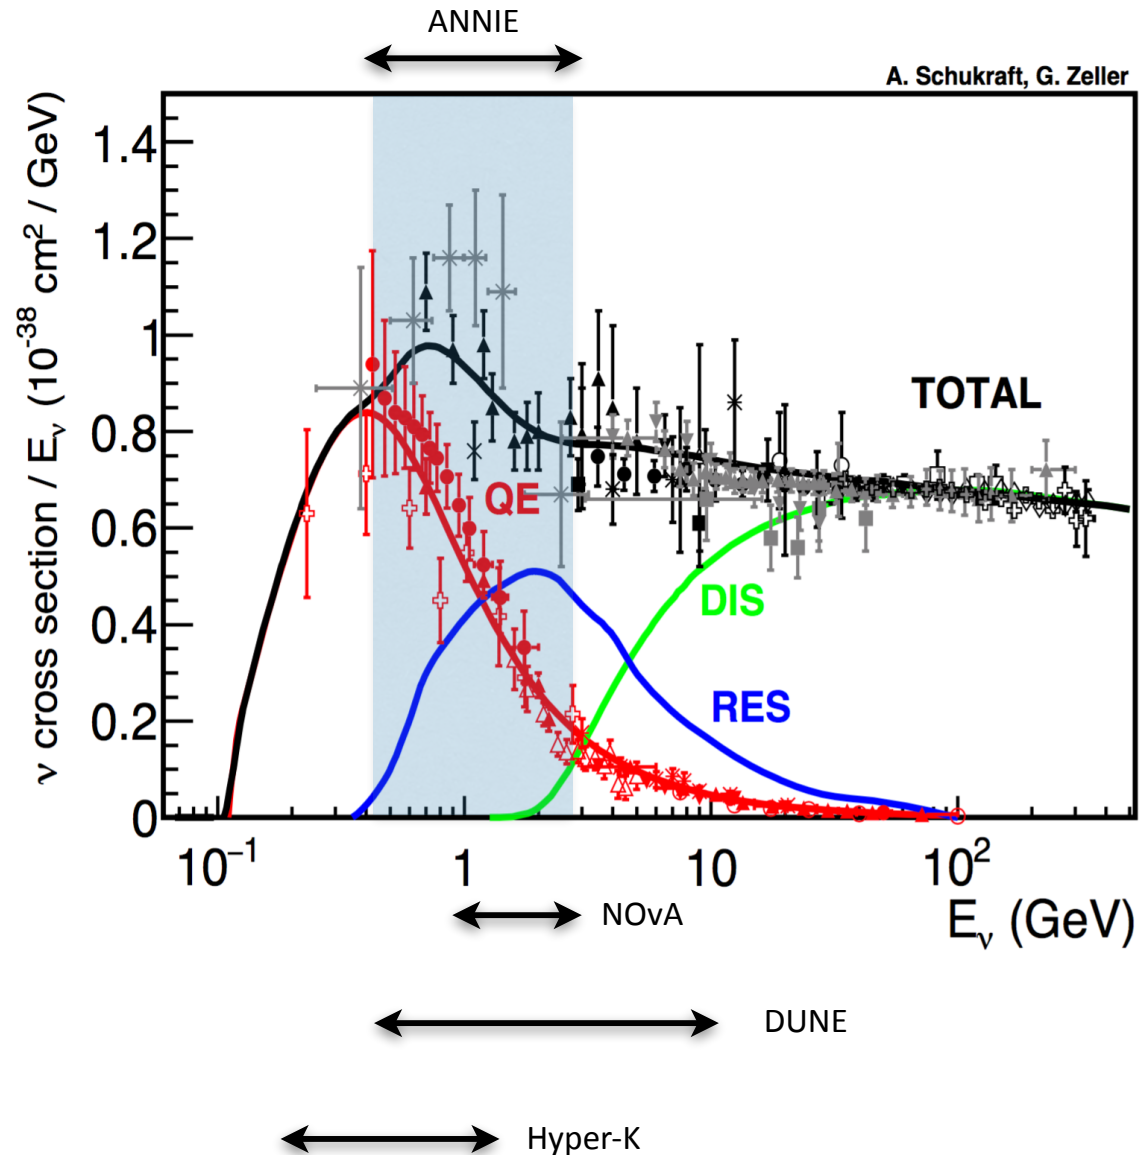 ANNIE
A. Schukraft, G. Zeller
ν cross section / Eν (10⁻³⁸ cm² / GeV)
1.4
1.2
1
0.8
0.6
0.4
0.2
0
TOTAL
QE
DIS
RES
10⁻¹ 1 10 10²
Eν (GeV)
NOvA
DUNE
Hyper-K